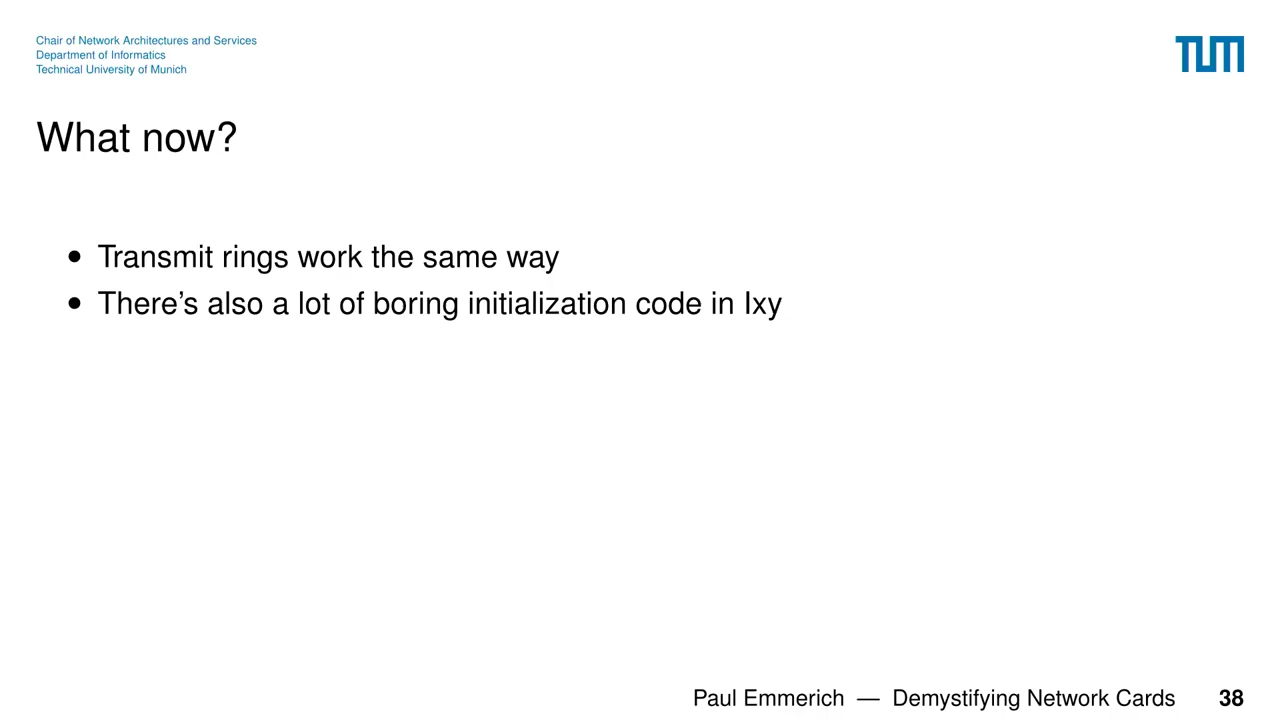 Chair of Network Architectures and Services
Department of Informatics
Technical University of Munich
TUM
What now?
• Transmit rings work the same way
• There’s also a lot of boring initialization code in Ixy
Paul Emmerich — Demystifying Network Cards 38